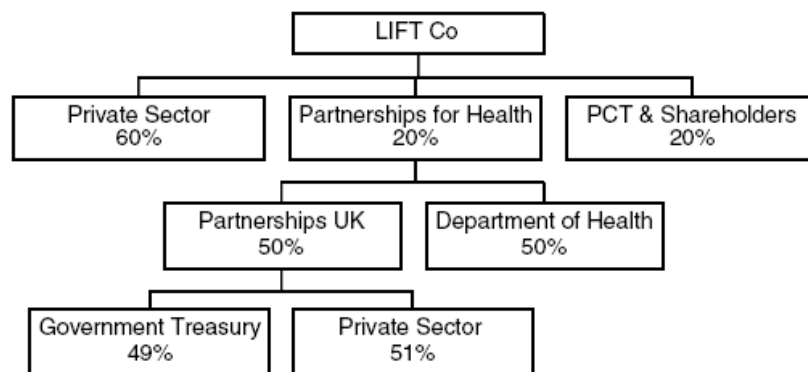 LIFT Co
Private Sector
60%
Partnerships for Health
20%
PCT & Shareholders
20%
Partnerships UK
50%
Department of Health
50%
Government Treasury
49%
Private Sector
51%